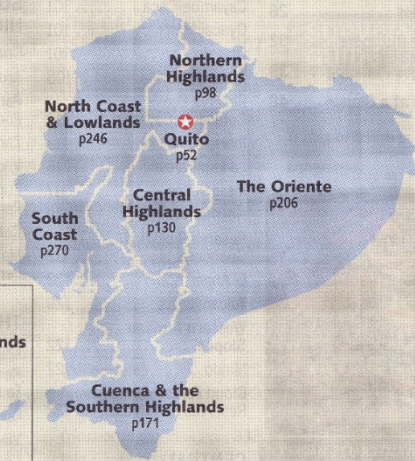 Northern
Highlands
p98
North Coast
& Lowlands
p246
Quito
p52
The Oriente
p206
Central
Highlands
p130
South
Coast
p270
nds
Cuenca & the
Southern Highlands
p171